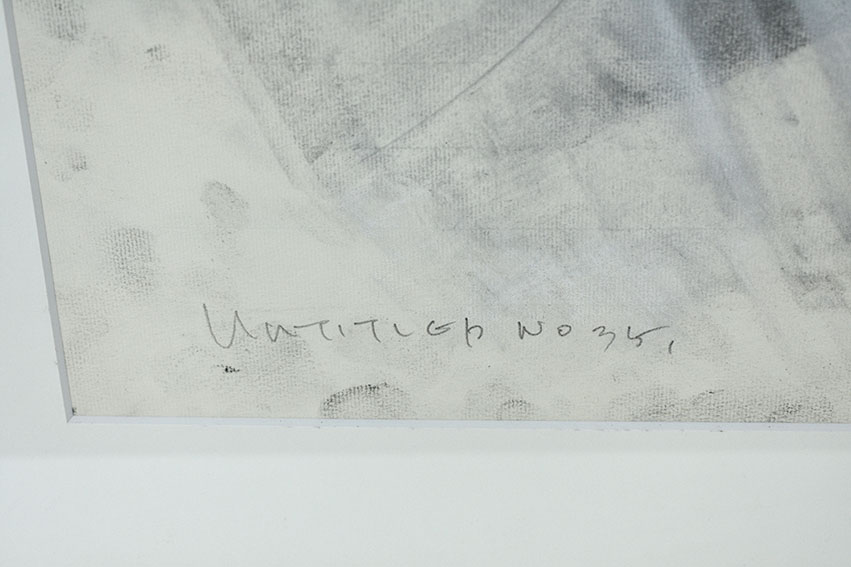 UNTITLED NO 35,